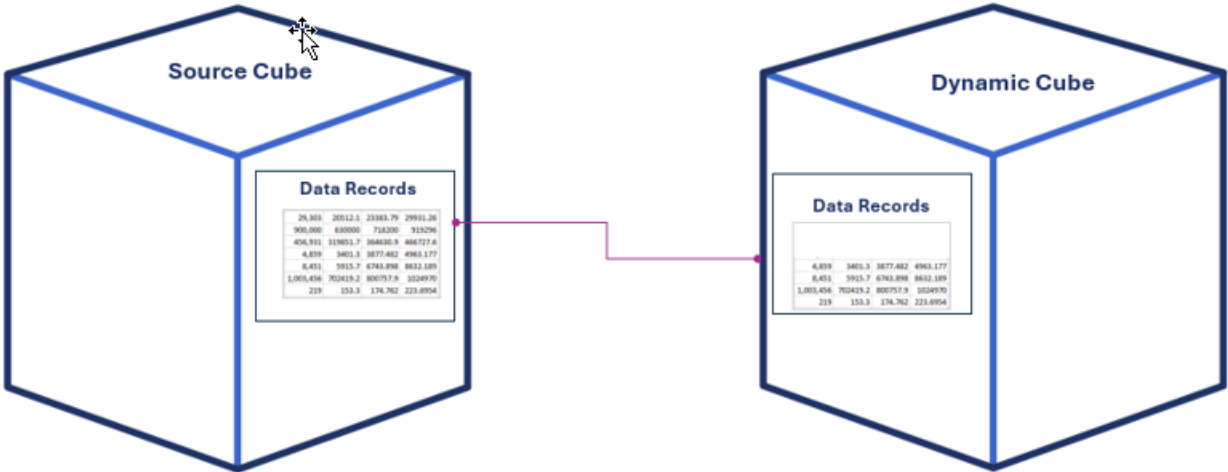 Source Cube
Data Records
29,303 20512.1 23383.79 29931.26
900,000 630000 718200 919296
456,931 319851.7 364630.9 466727.6
4,859 3401.3 3877.482 4963.177
8,451 5915.7 6743.898 8632.189
1,003,456 702419.2 800757.9 1024970
219 153.3 174.762 223.6954
Dynamic Cube
Data Records
4,859 3401.3 3877.482 4963.177
8,451 5915.7 6743.898 8632.189
1,003,456 702419.2 800757.9 1024970
219 153.3 174.762 223.6954